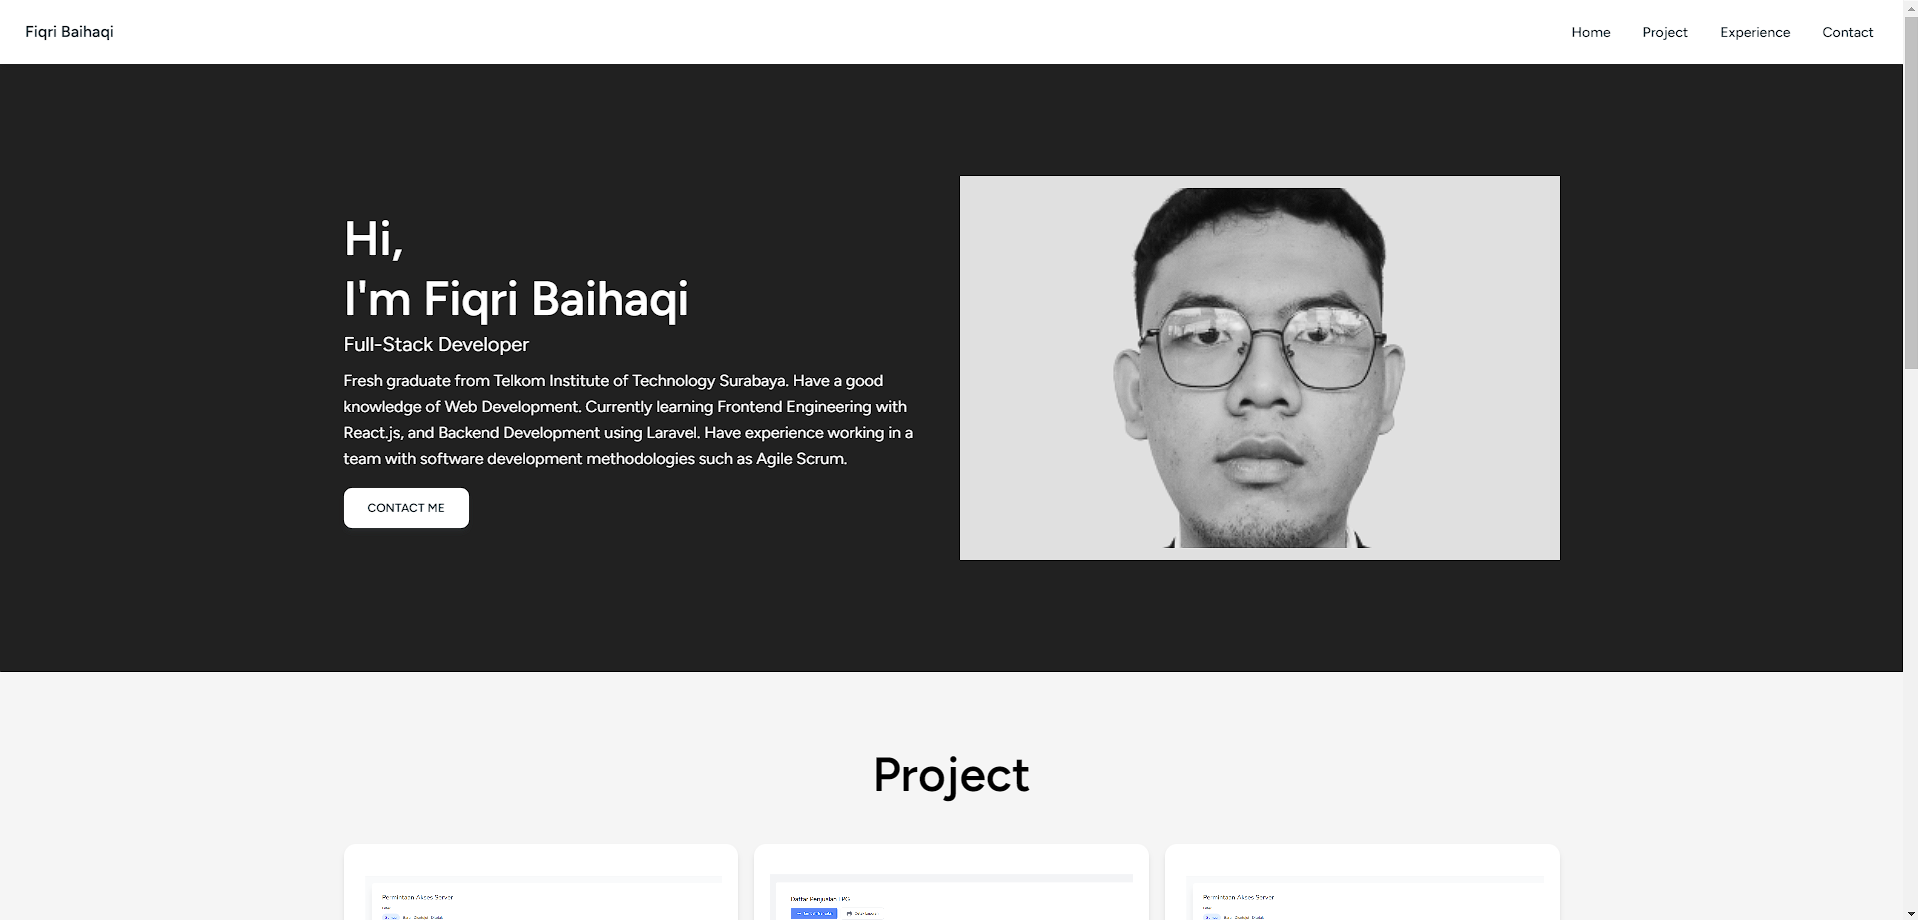 Fiqri Baihaqi
Home
Project
Experience
Contact
Hi,
I'm Fiqri Baihaqi
Full-Stack Developer
Fresh graduate from Telkom Institute of Technology Surabaya. Have a good
knowledge of Web Development. Currently learning Frontend Engineering with
React.js, and Backend Development using Laravel. Have experience working in a
team with software development methodologies such as Agile Scrum.
CONTACT ME
Project
Permintaan Akses Server
Daftar Penjualan LPG
Permintaan Akses Server